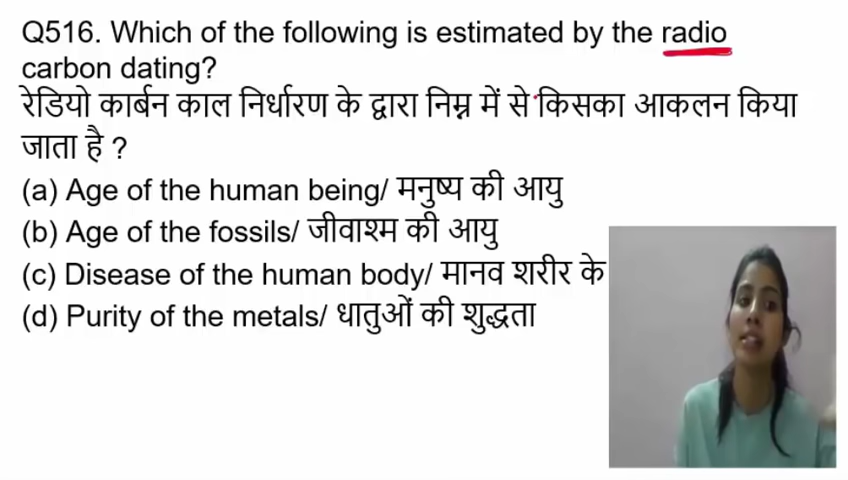 Q516. Which of the following is estimated by the radio
carbon dating?
रेडियो कार्बन काल निर्धारण के द्वारा निम्न में से किसका आकलन किया
जाता है ?
(a) Age of the human being/ मनुष्य की आयु
(b) Age of the fossils/ जीवाश्म की आयु
(c) Disease of the human body/ मानव शरीर के
(d) Purity of the metals/ धातुओं की शुद्धता